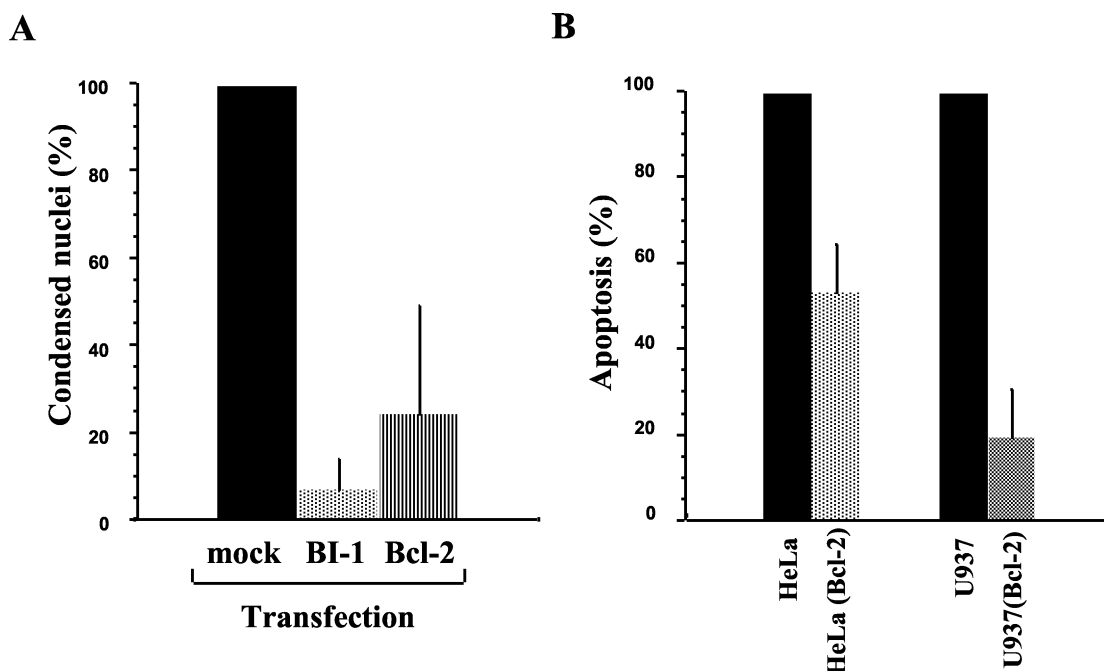 A
Condensed nuclei (%)
100
80
60
40
20
0
mock BI-1 Bcl-2
Transfection
B
Apoptosis (%)
100
80
60
40
20
0
HeLa
HeLa (Bcl-2)
U937
U937(Bcl-2)